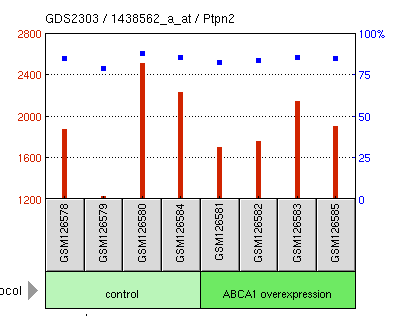 GDS2303 / 1438562_a_at / Ptpn2
2800
2400
2000
1600
1200
100%
75
50
25
0
GSM126578
GSM126579
GSM126580
GSM126584
GSM126581
GSM126582
GSM126583
GSM126585
ocol
control
ABCA1 overexpression